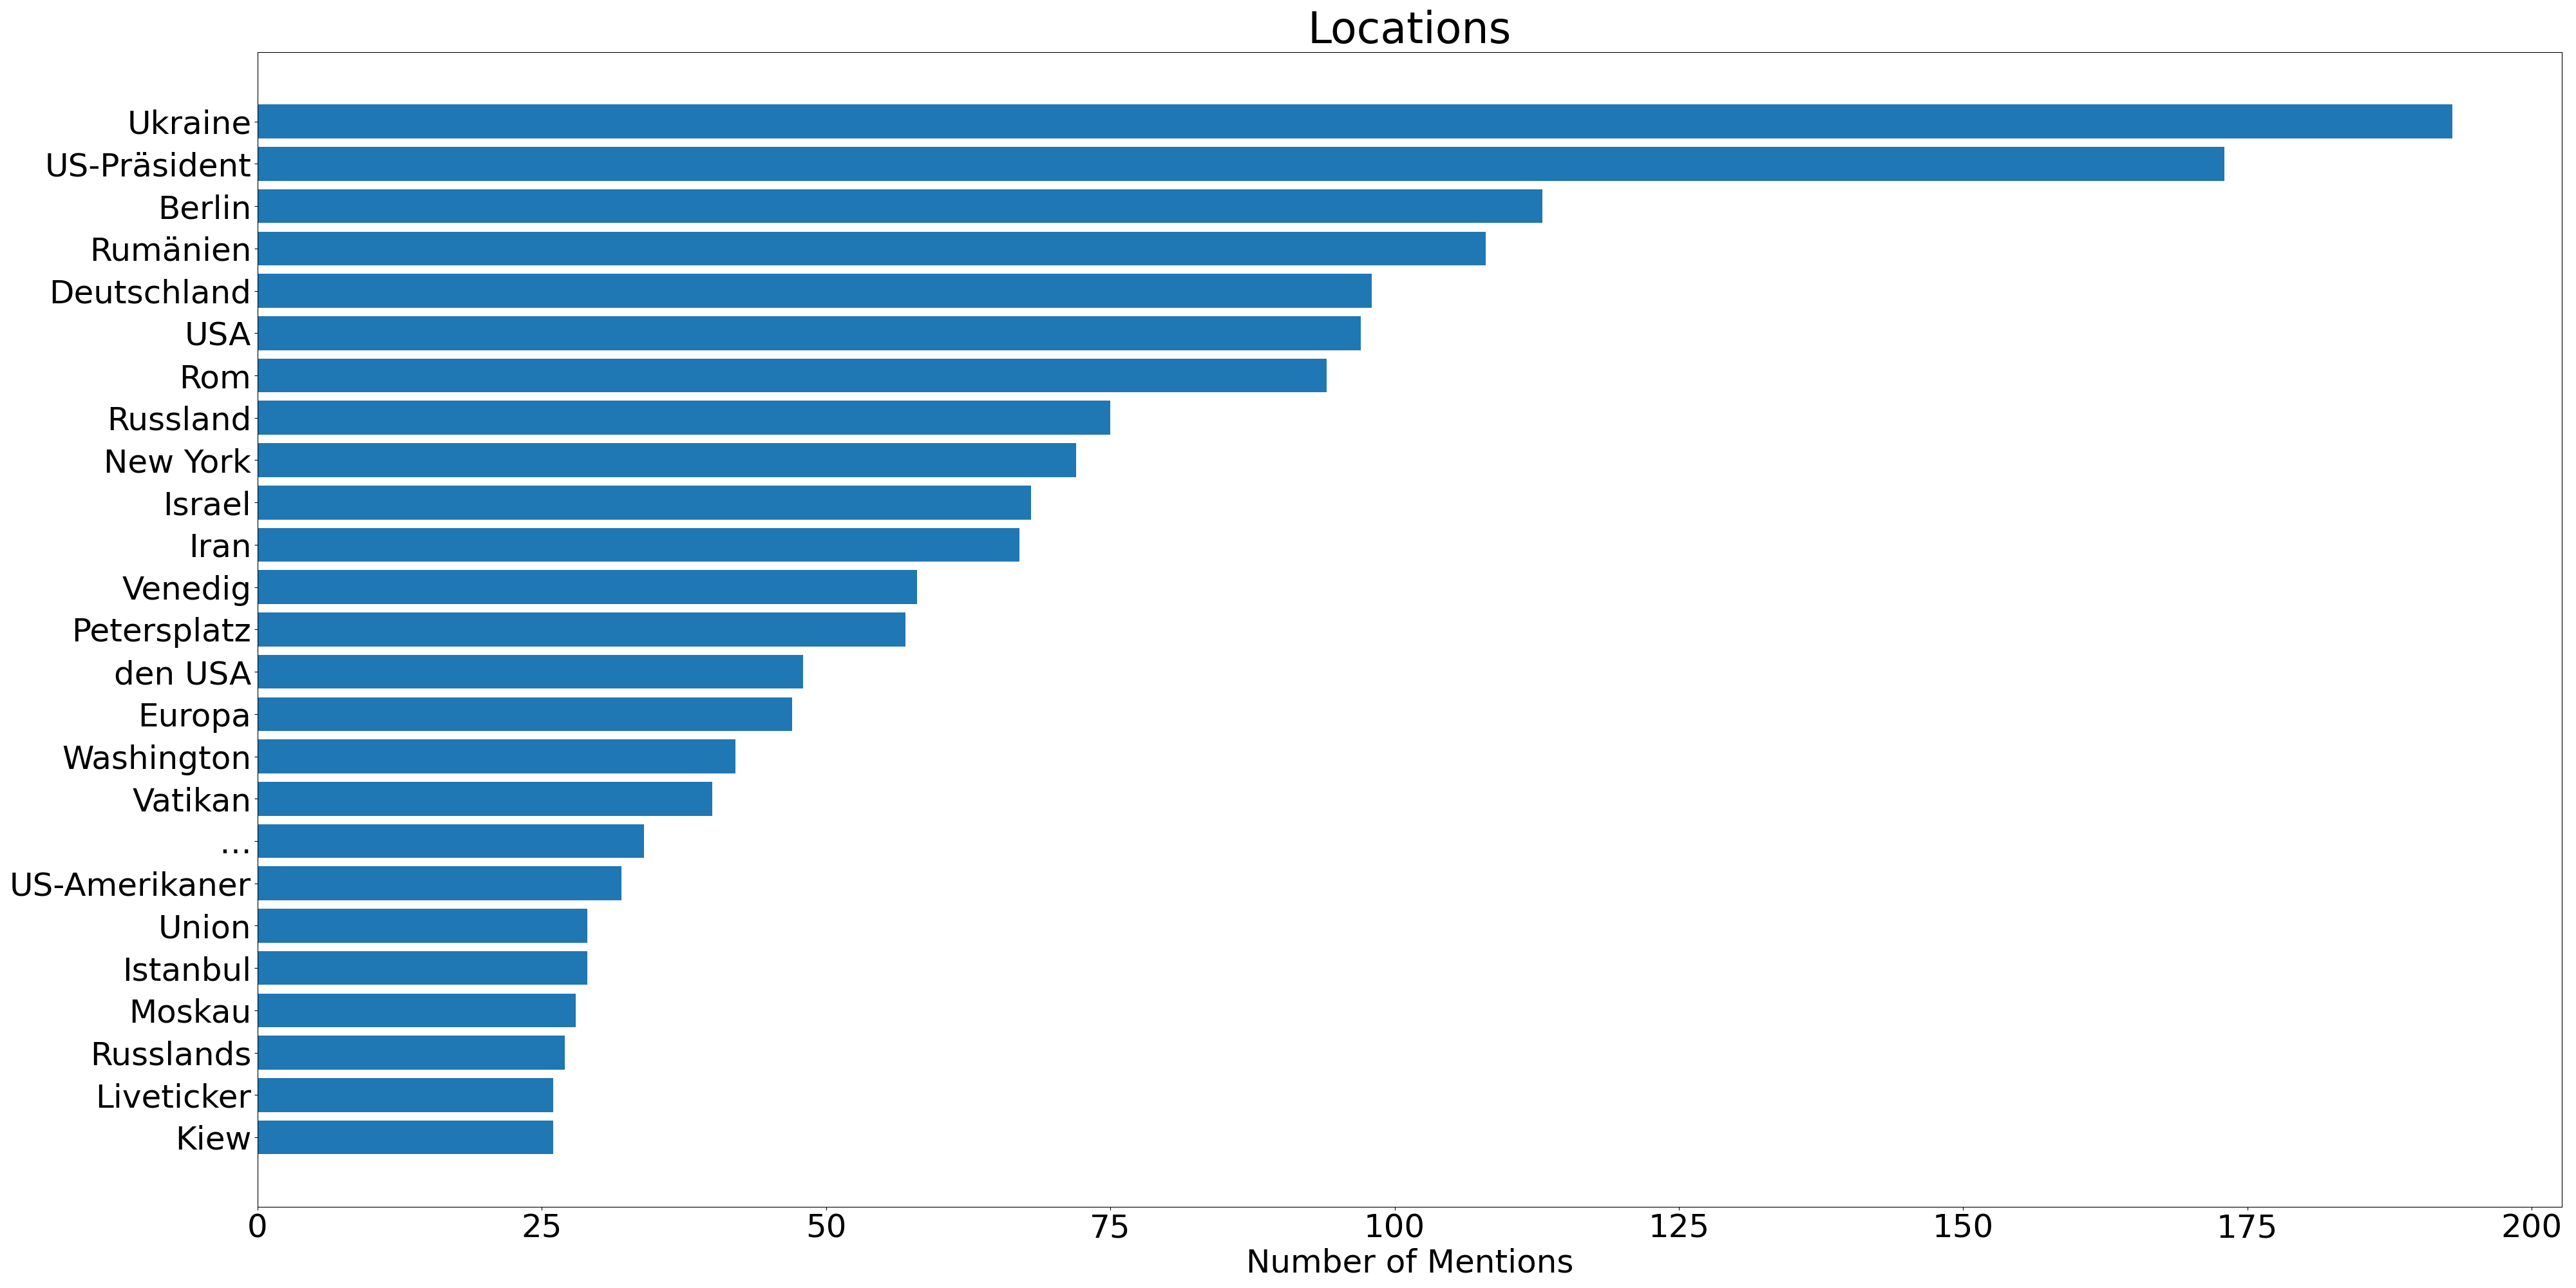 Locations
Ukraine
US-Präsident
Berlin
Rumänien
Deutschland
USA
Rom
Russland
New York
Israel
Iran
Venedig
Petersplatz
den USA
Europa
Washington
Vatikan
...
US-Amerikaner
Union
Istanbul
Moskau
Russlands
Liveticker
Kiew
0 25 50 75 100 125 150 175 200
Number of Mentions